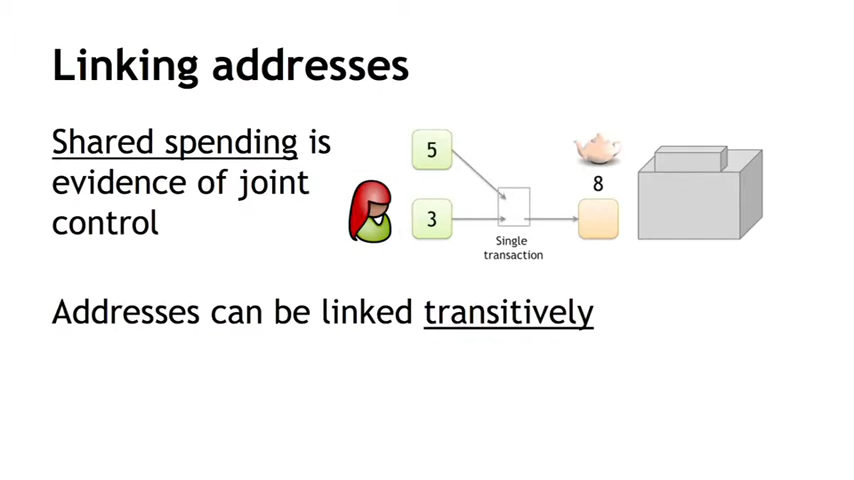 Linking addresses
Shared spending is
evidence of joint
control
5
3
Single
transaction
8
Addresses can be linked transitively